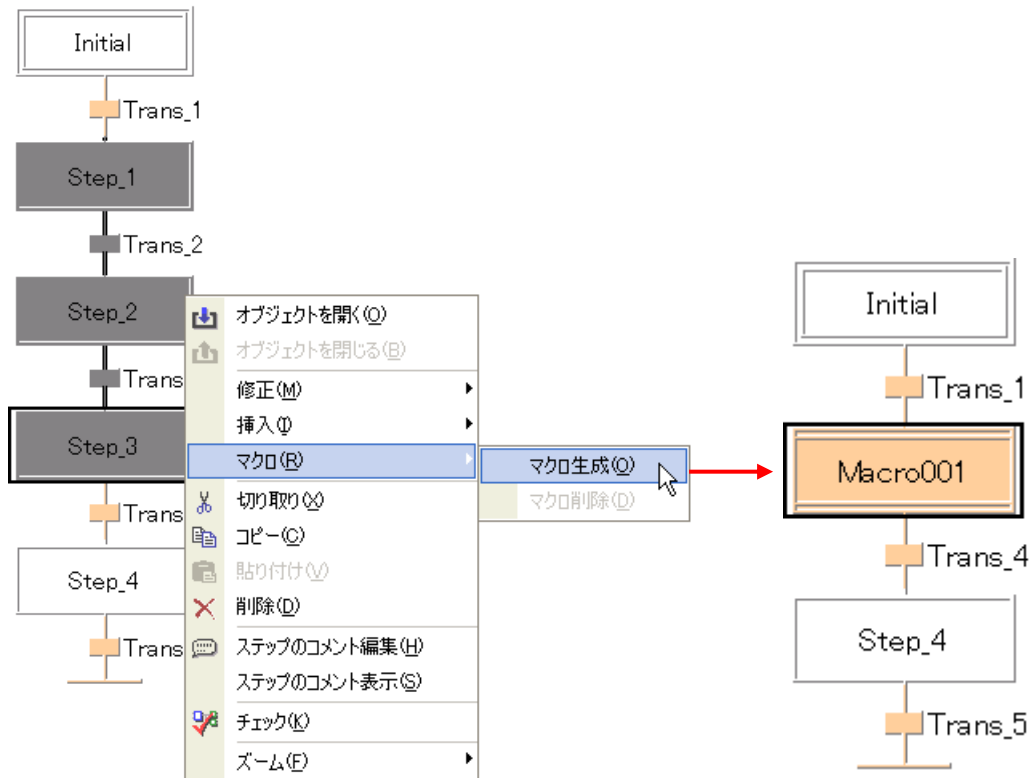 Initial
Trans_1
Step_1
Trans_2
Step_2
Trans
Step_3
Trans
Step_4
Trans
オブジェクトを開く(O)
オブジェクトを閉じる(B)
修正(M)
挿入(I)
マクロ(R)
切り取り(X)
コピー(C)
貼り付け(V)
削除(D)
ステップのコメント編集(H)
ステップのコメント表示(S)
チェック(K)
ズーム(F)
マクロ生成(O)
マクロ削除(D)
Initial
Trans_1
Macro001
Trans_4
Step_4
Trans_5